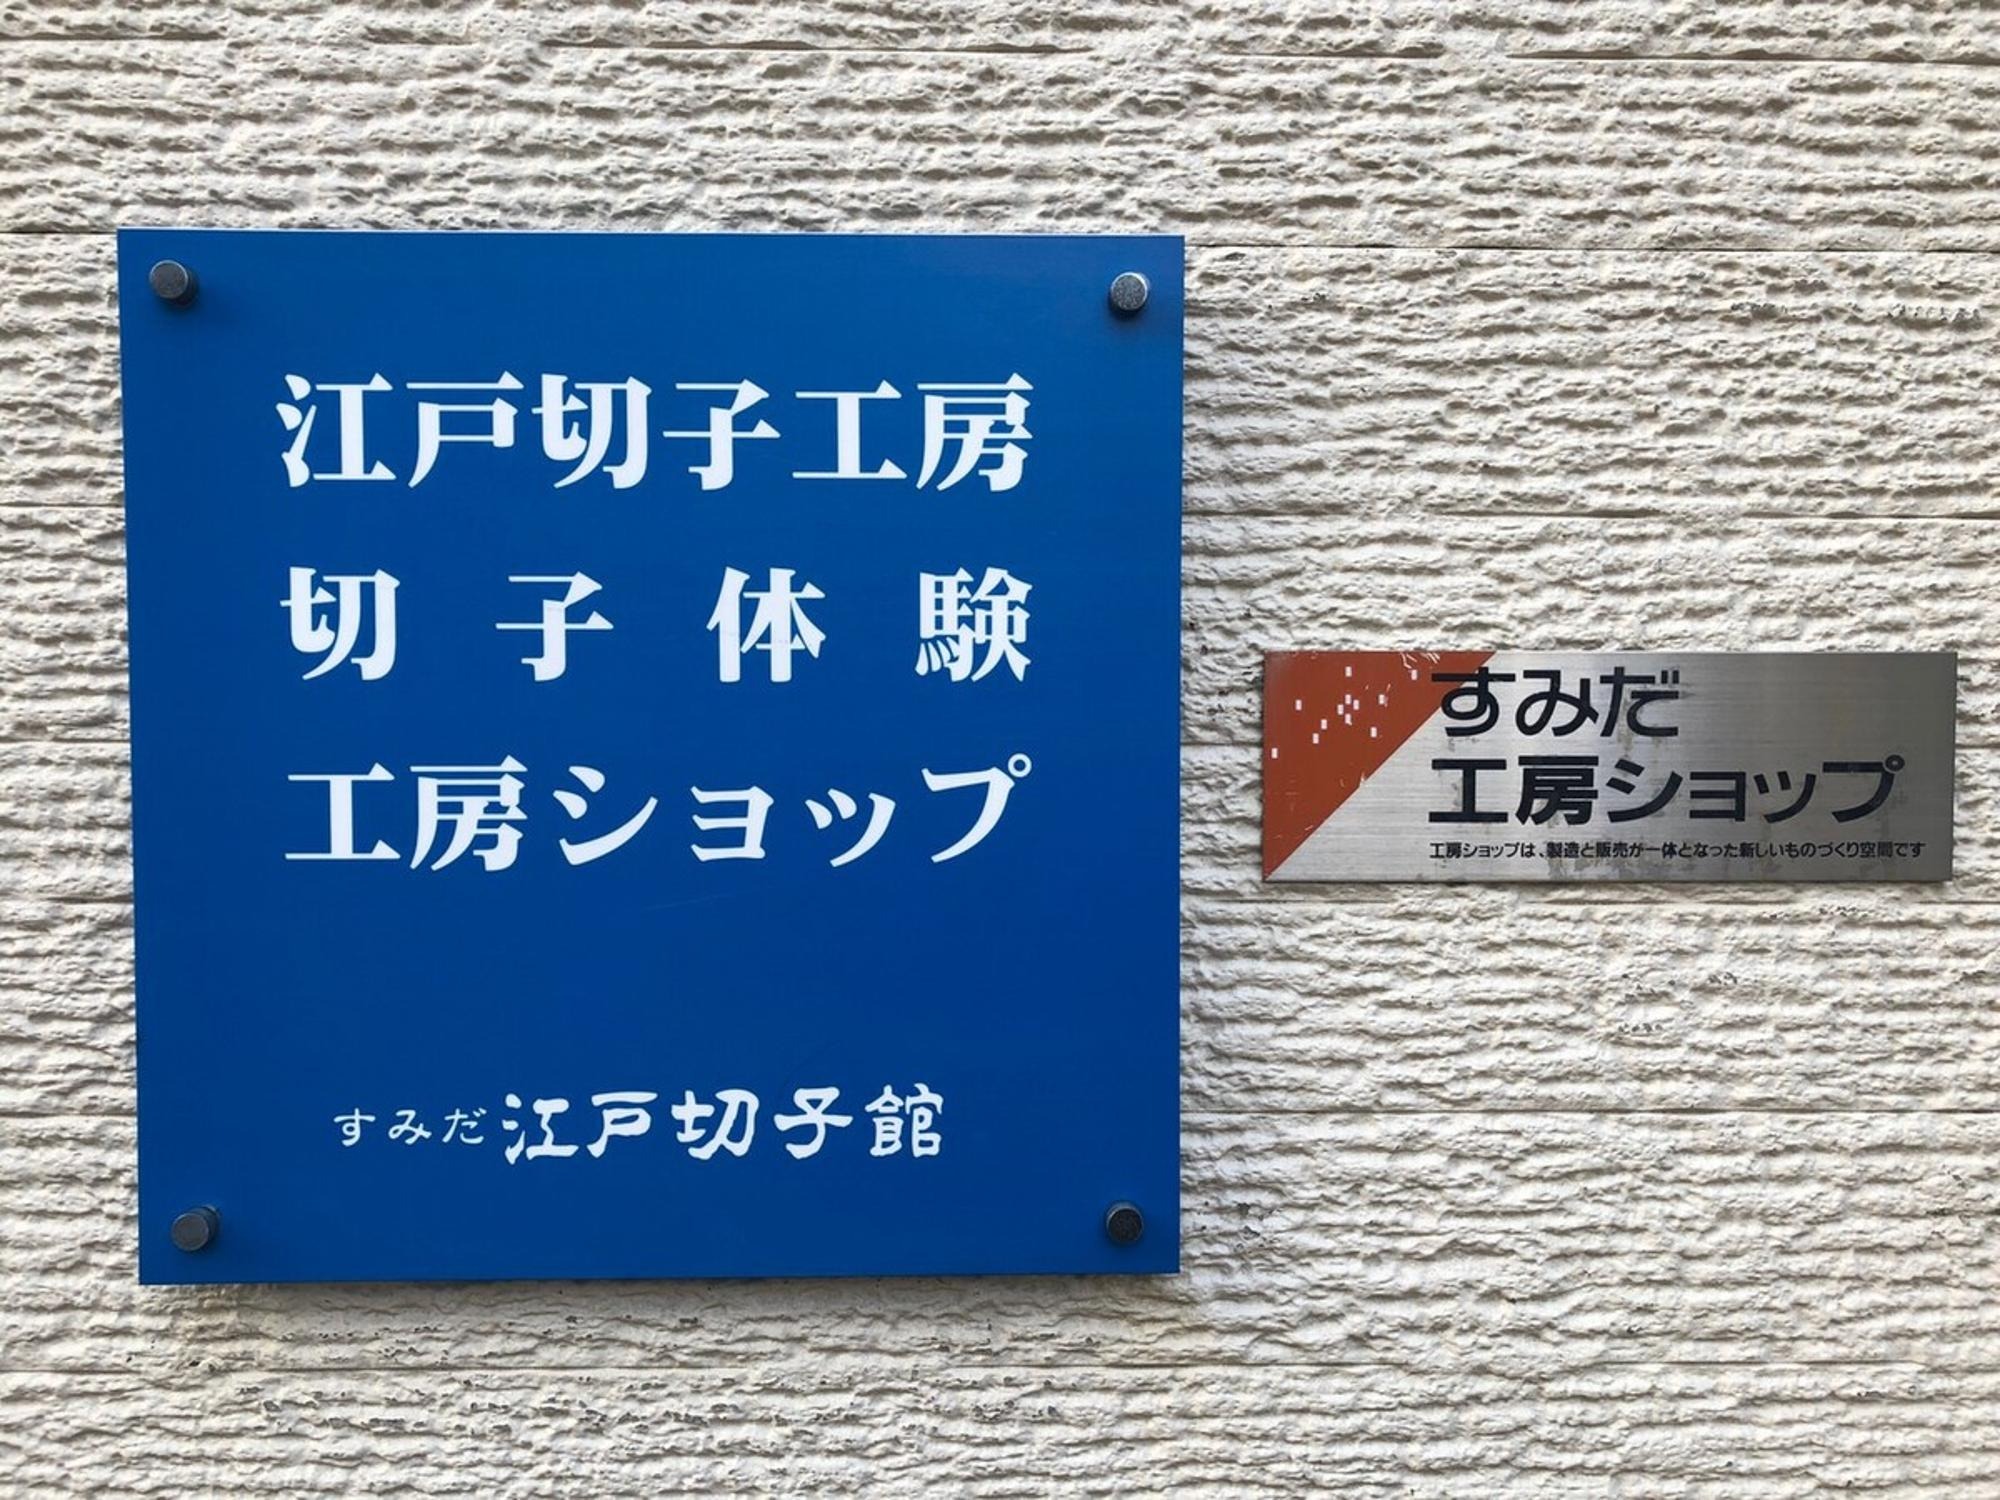 江戸切子工房
切子体験
工房ショップ
すみだ江戸切子館
すみだ
工房ショップ
工房ショップは、製造と販売が一体となった新しいものづくり空間です